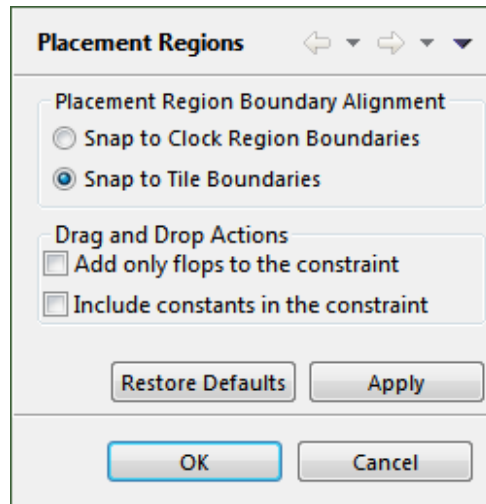 Placement Regions
Placement Region Boundary Alignment
Snap to Clock Region Boundaries
Snap to Tile Boundaries
Drag and Drop Actions
Add only flops to the constraint
Include constants in the constraint
Restore Defaults Apply
OK Cancel